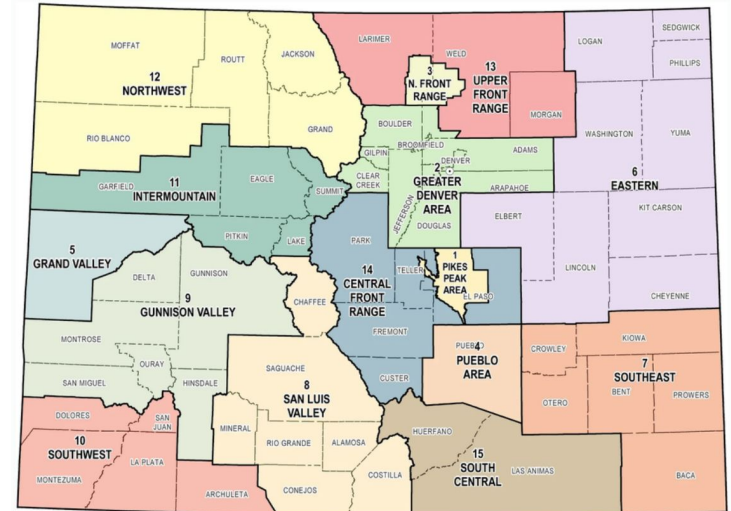 LARIMER
WELD
LOGAN
SEDGWICK
PHILLIPS
MOFFAT
ROUTT
JACKSON
12
NORTHWEST
3
N. FRONT
RANGE
13
UPPER
FRONT
RANGE
MORGAN
WASHINGTON
YUMA
RIO BLANCO
GRAND
BOULDER
GILPIN
BROOMFIELD
DENVER
ADAMS
CLEAR
CREEK
2
GREATER
DENVER
AREA
JEFFERSON
DOUGLAS
ARAPAHOE
6
EASTERN
ELBERT
KIT CARSON
LINCOLN
CHEYENNE
GARFIELD
11
INTERMOUNTAIN
EAGLE
SUMMIT
PITKIN
LAKE
5
GRAND VALLEY
DELTA
GUNNISON
9
GUNNISON VALLEY
MONTROSE
OURAY
SAN MIGUEL
HINSDALE
PARK
TELLER
1
PIKES
PEAK
AREA
EL PASO
14
CENTRAL
FRONT
RANGE
CHAFFEE
FREMONT
CUSTER
PUEBLO
4
PUEBLO
AREA
CROWLEY
KIOWA
7
SOUTHEAST
OTERO
BENT
PROWERS
BACA
SAGUACHE
8
SAN LUIS
VALLEY
MINERAL
RIO GRANDE
ALAMOSA
CONEJOS
COSTILLA
DOLORES
SAN
JUAN
10
SOUTHWEST
MONTEZUMA
LA PLATA
ARCHULETA
HUERFANO
15
SOUTH
CENTRAL
LAS ANIMAS